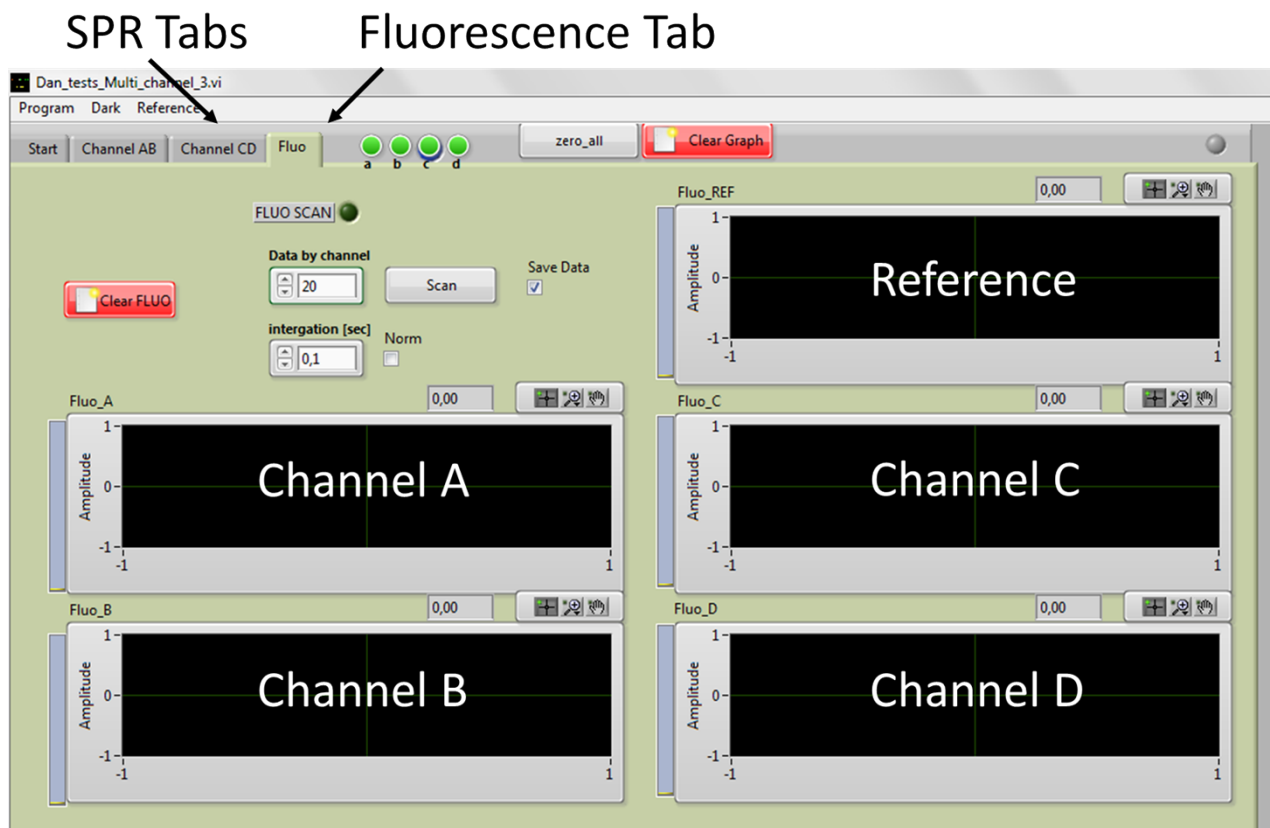 SPR Tabs Fluorescence Tab
Dan_tests_Multi_channel_3.vi
Program Dark Reference
Start Channel AB Channel CD Fluo
a b c d
zero_all Clear Graph
FLUO SCAN
Data by channel
20
Scan
Save Data
Clear FLUO
intergation [sec]
0,1
Norm
Fluo_REF 0,00
Amplitude
1
0
-1
-1 1
Reference
Fluo_A 0,00
Amplitude
1
0
-1
-1 1
Channel A
Fluo_C 0,00
Amplitude
1
0
-1
-1 1
Channel C
Fluo_B 0,00
Amplitude
1
0
-1
-1 1
Channel B
Fluo_D 0,00
Amplitude
1
0
-1
-1 1
Channel D